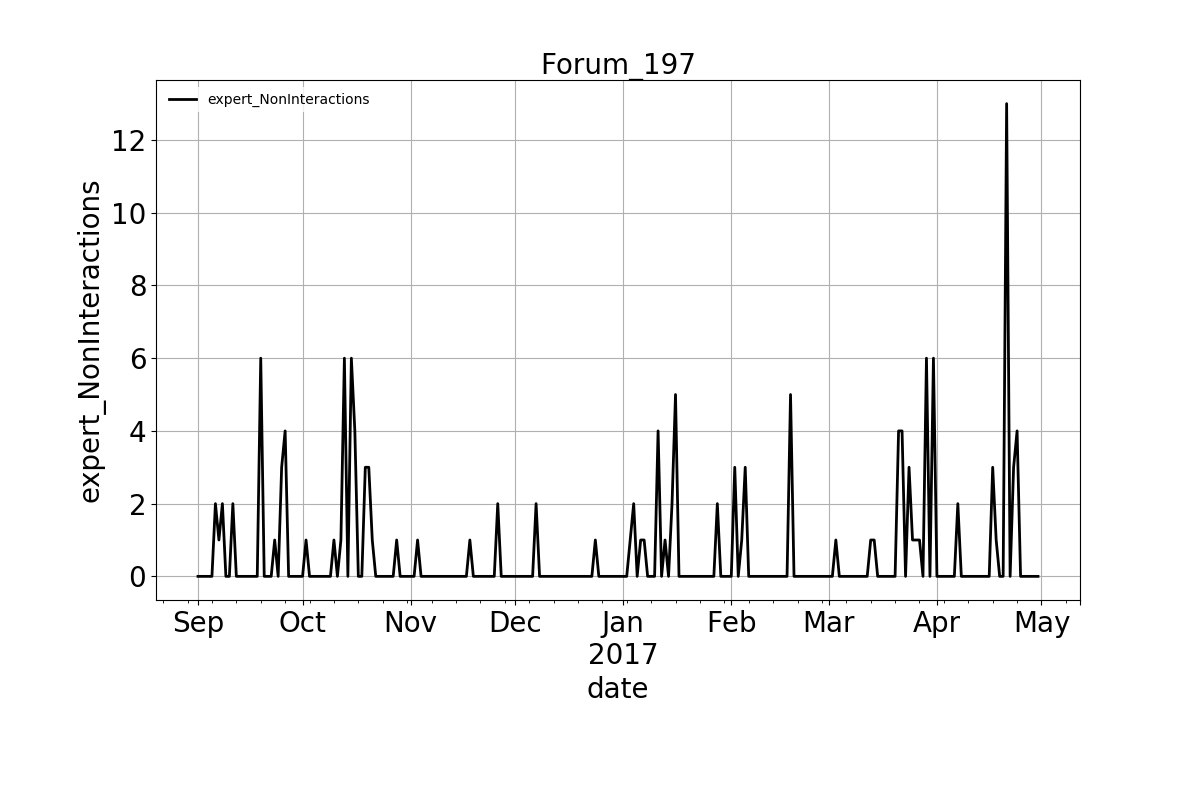 Forum_197
expert_NonInteractions
expert_NonInteractions
12
10
8
6
4
2
0
Sep Oct Nov Dec Jan Feb Mar Apr May
2017
date